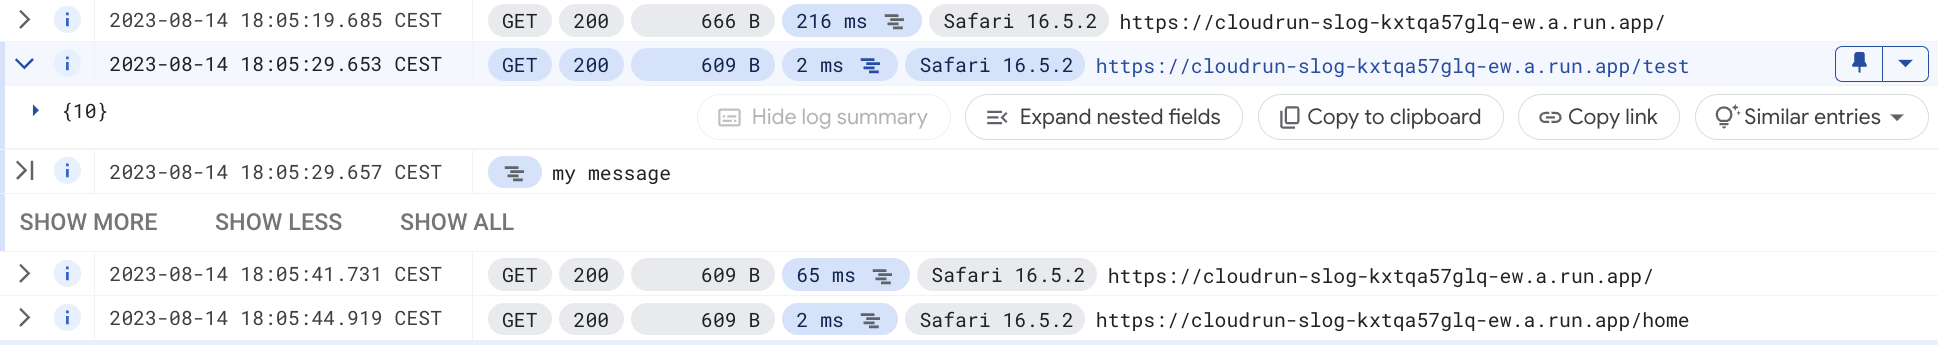 2023-08-14 18:05:19.685 CEST GET 200 666 B 216 ms Safari 16.5.2 https://cloudrun-slog-kxtqa57glq-ew.a.run.app/
2023-08-14 18:05:29.653 CEST GET 200 609 B 2 ms Safari 16.5.2 https://cloudrun-slog-kxtqa57glq-ew.a.run.app/test
{10} Hide log summary Expand nested fields Copy to clipboard Copy link Similar entries
2023-08-14 18:05:29.657 CEST my message
SHOW MORE SHOW LESS SHOW ALL
2023-08-14 18:05:41.731 CEST GET 200 609 B 65 ms Safari 16.5.2 https://cloudrun-slog-kxtqa57glq-ew.a.run.app/
2023-08-14 18:05:44.919 CEST GET 200 609 B 2 ms Safari 16.5.2 https://cloudrun-slog-kxtqa57glq-ew.a.run.app/home